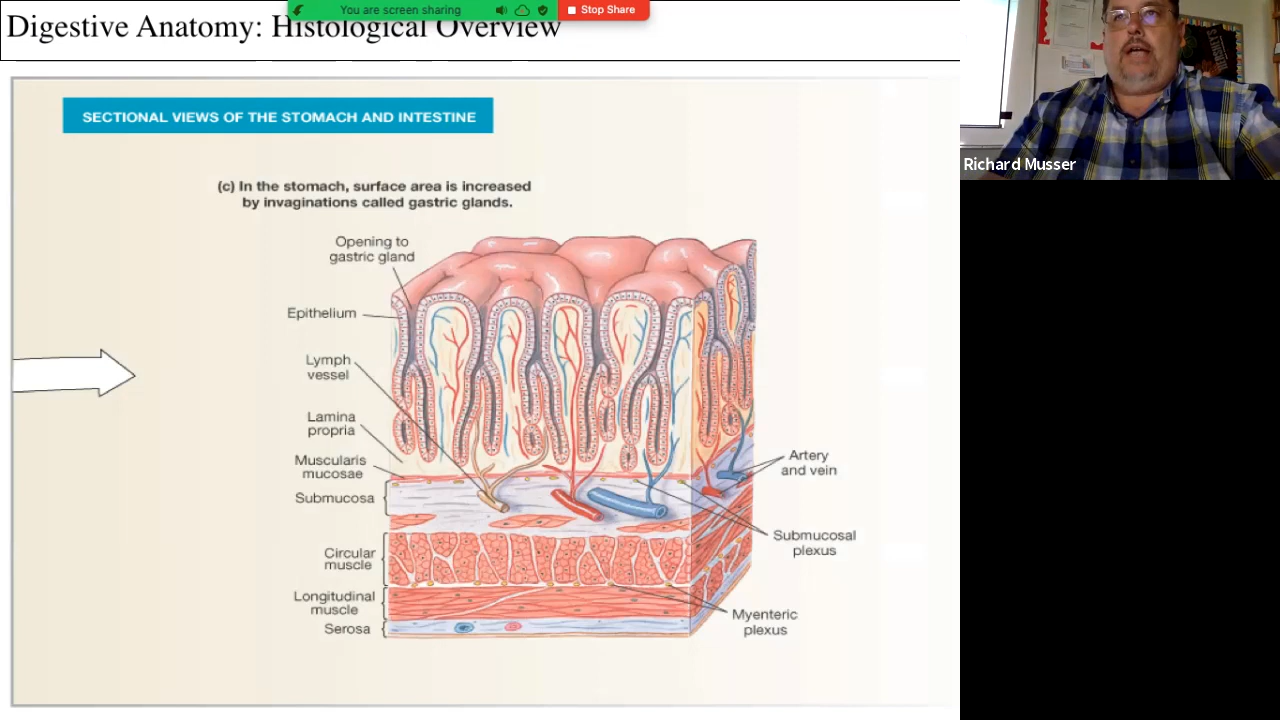 You are screen sharing
Stop Share
Digestive Anatomy: Histological Overview
SECTIONAL VIEWS OF THE STOMACH AND INTESTINE
(c) In the stomach, surface area is increased
by invaginations called gastric glands.
Opening to
gastric gland
Epithelium
Lymph
vessel
Lamina
propria
Muscularis
mucosae
Submucosa
Circular
muscle
Longitudinal
muscle
Serosa
Artery
and vein
Submucosal
plexus
Myenteric
plexus
Richard Musser